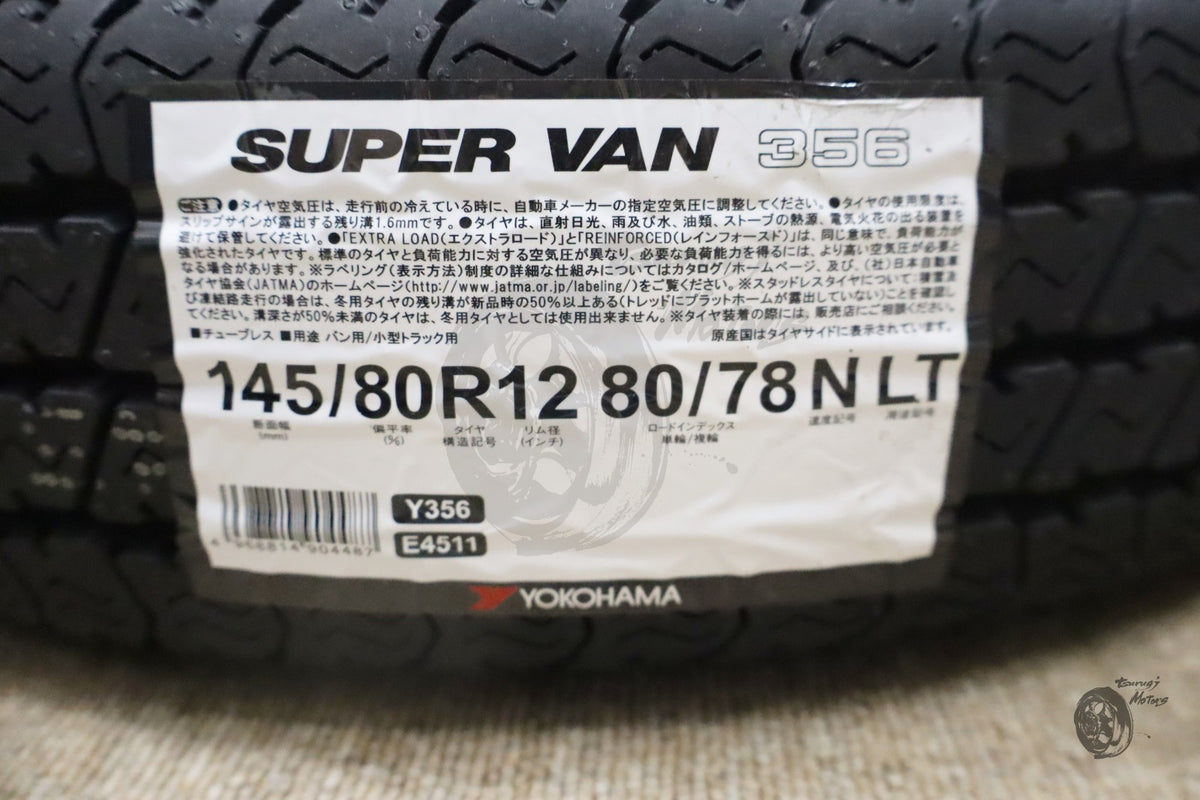 SUPER VAN 356
ご注意 ●タイヤ空気圧は、走行前の冷えている時に、自動車メーカーの指定空気圧に調整してください。●タイヤの使用限度は、
スリップサインが露出する残り溝1.6mmです。●タイヤは、直射日光、雨及び水、油類、ストーブの熱源、電気火花の出る装置を
避けて保管してください。●「EXTRA LOAD(エクストラロード)」と「REINFORCED(レインフォースド)」は、同じ意味で、負荷能力が
強化されたタイヤです。標準のタイヤと負荷能力に対する空気圧が異なり、必要な負荷能力を得るには、より高い空気圧が必要と
なる場合があります。※ラベリング(表示方法)制度の詳細な仕組みについてはカタログ/ホームページ、及び、(社)日本自動車
タイヤ協会(JATMA)のホームページ(http://www.jatma.or.jp/labeling/)をご覧ください。※スタッドレスタイヤについて:積雪及
び凍結路走行の場合は、冬用タイヤの残り溝が新品時の50%以上ある(トレッドにプラットホームが露出していない)ことを確認し
てください。溝深さが50%未満のタイヤは、冬用タイヤとしては使用出来ません。※タイヤ装着の際には、販売店にご相談ください。
■チューブレス ■用途 バン用/小型トラック用 原産国はタイヤサイドに表示されています。
145/80R12 80/78N LT
断面幅 偏平率 タイヤ リム径 ロードインデックス 速度記号 用途記号
(mm) (%) 構造記号 (インチ) 単輪/複輪
Y356
E4511
4 968814 904467
YOKOHAMA
Tsurugi
Motors